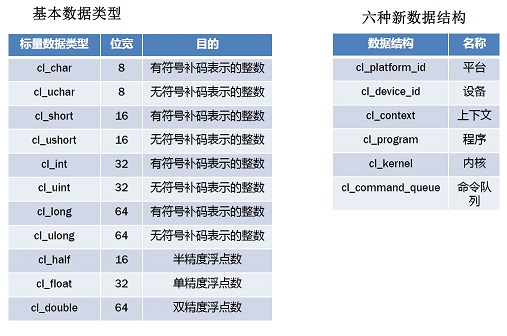 基本数据类型
标量数据类型 位宽 目的
cl_char 8 有符号补码表示的整数
cl_uchar 8 无符号补码表示的整数
cl_short 16 有符号补码表示的整数
cl_ushort 16 无符号补码表示的整数
cl_int 32 有符号补码表示的整数
cl_uint 32 无符号补码表示的整数
cl_long 64 有符号补码表示的整数
cl_ulong 64 无符号补码表示的整数
cl_half 16 半精度浮点数
cl_float 32 单精度浮点数
cl_double 64 双精度浮点数
六种新数据结构
数据结构 名称
cl_platform_id 平台
cl_device_id 设备
cl_context 上下文
cl_program 程序
cl_kernel 内核
cl_command_queue 命令队
列